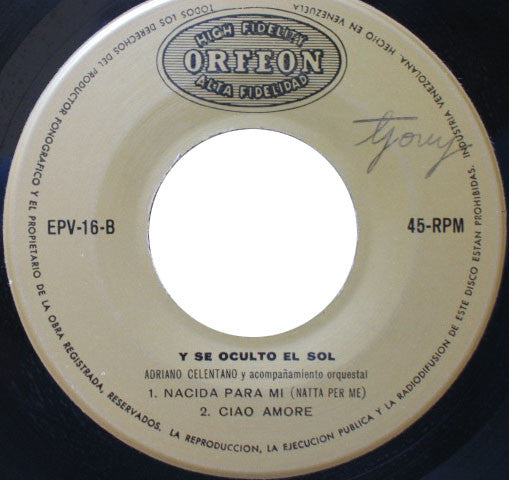 TODOS LOS DERECHOS DEL PRODUCTOR FONOGRAFICO Y EL PROPIETARIO DE LA OBRA REGISTRADA, RESERVADOS. LA REPRODUCCION, LA EJECUCION PUBLICA Y LA RADIODIFUSION DE ESTE DISCO ESTAN PROHIBIDAS. INDUSTRIA VENEZOLANA. HECHO EN VENEZUELA
HIGH FIDELITY
ORFEON
ALTA FIDELIDAD
EPV-16-B
45-RPM
Y SE OCULTO EL SOL
ADRIANO CELENTANO y acompañamiento orquestal
1. NACIDA PARA MI (NATTA PER ME)
2. CIAO AMORE